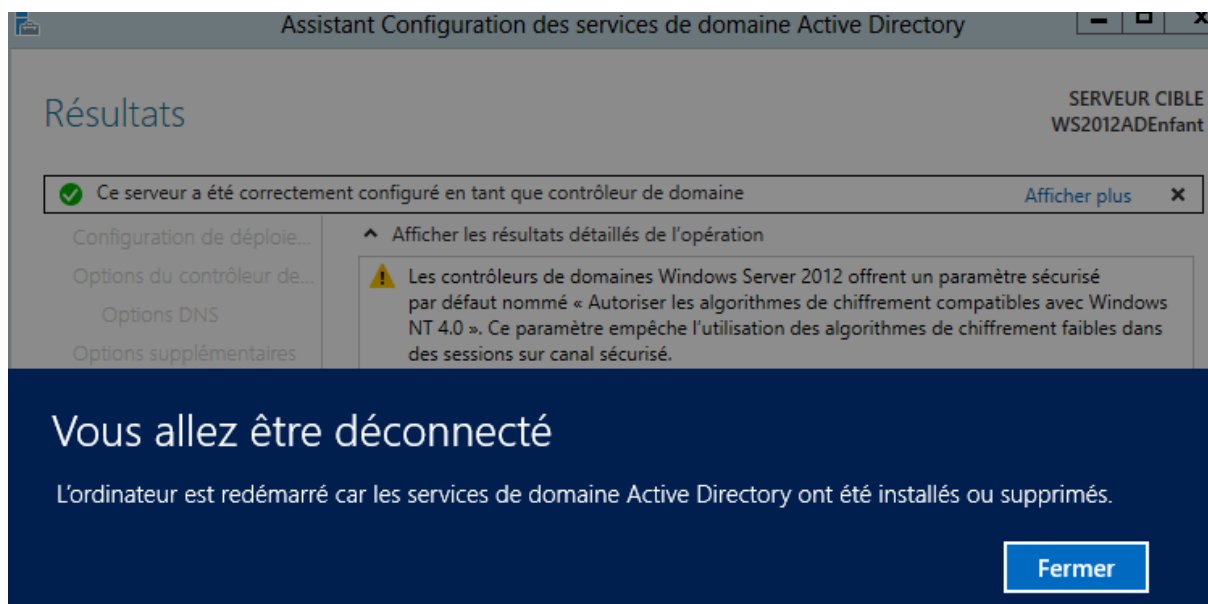 Assistant Configuration des services de domaine Active Directory
Résultats
SERVEUR CIBLE
WS2012ADEnfant
Ce serveur a été correctement configuré en tant que contrôleur de domaine
Afficher plus
Configuration de déploie...
Afficher les résultats détaillés de l'opération
Options du contrôleur de...
Les contrôleurs de domaines Windows Server 2012 offrent un paramètre sécurisé
par défaut nommé « Autoriser les algorithmes de chiffrement compatibles avec Windows
Options DNS
NT 4.0 ». Ce paramètre empêche l'utilisation des algorithmes de chiffrement faibles dans
Options supplémentaires
des sessions sur canal sécurisé.
Vous allez être déconnecté
L'ordinateur est redémarré car les services de domaine Active Directory ont été installés ou supprimés.
Fermer